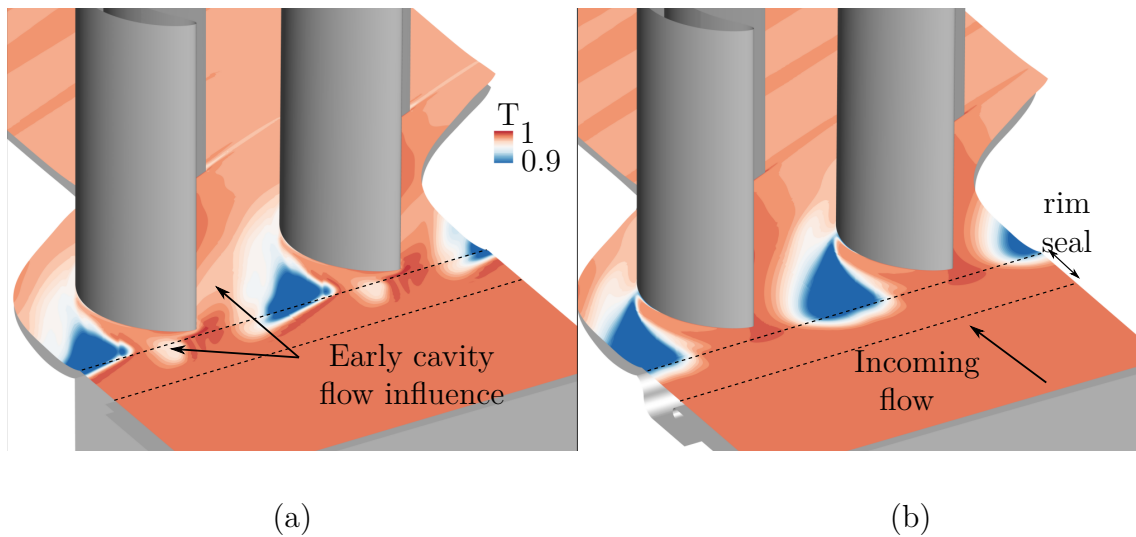 T
1
0.9
Early cavity
flow influence
rim
seal
Incoming
flow
(a)
(b)